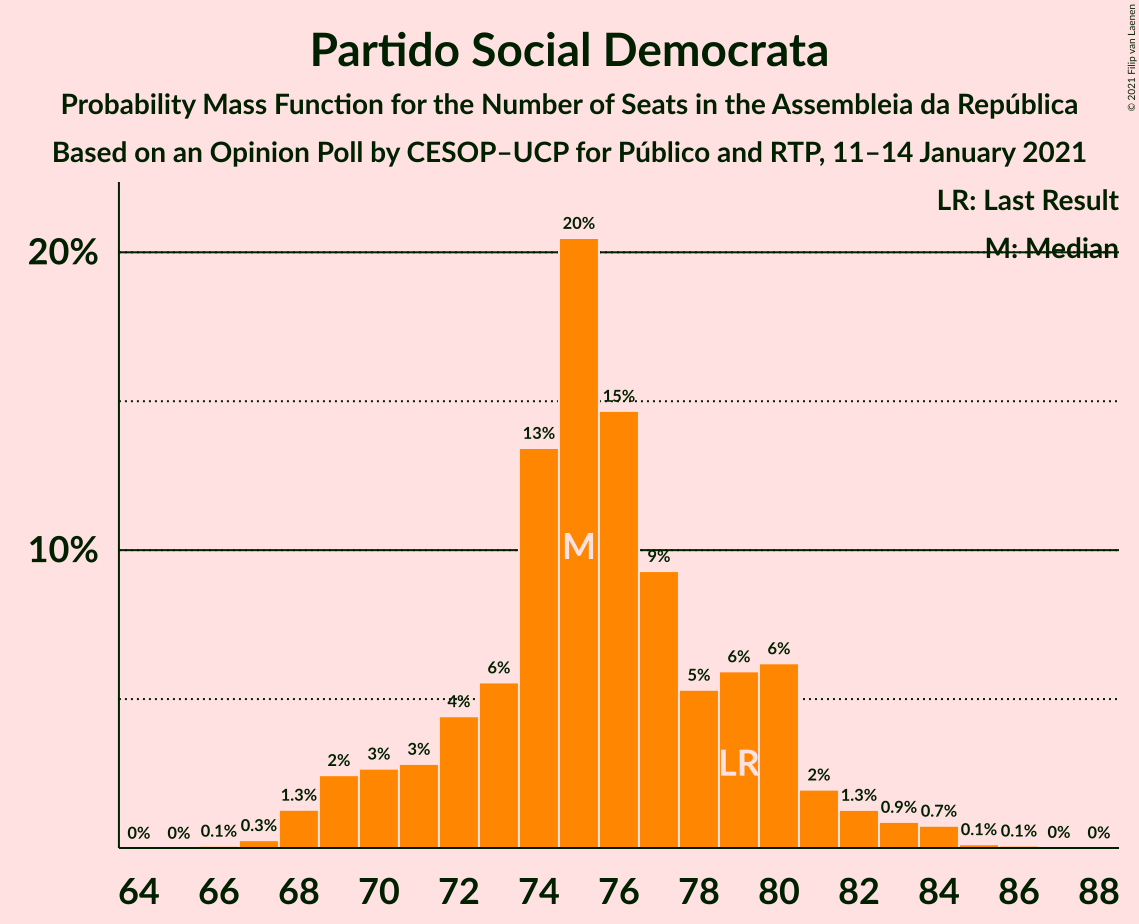 Partido Social Democrata
Probability Mass Function for the Number of Seats in the Assembleia da República
Based on an Opinion Poll by CESOP–UCP for Público and RTP, 11–14 January 2021
© 2021 Filip van Laenen
LR: Last Result
M: Median
20%
10%
0% 0% 0.1% 0.3% 1.3% 2% 3% 3% 4% 6% 13% 20% 15% 9% 5% 6% 6% 2% 1.3% 0.9% 0.7% 0.1% 0.1% 0% 0%
M
LR
64 66 68 70 72 74 76 78 80 82 84 86 88